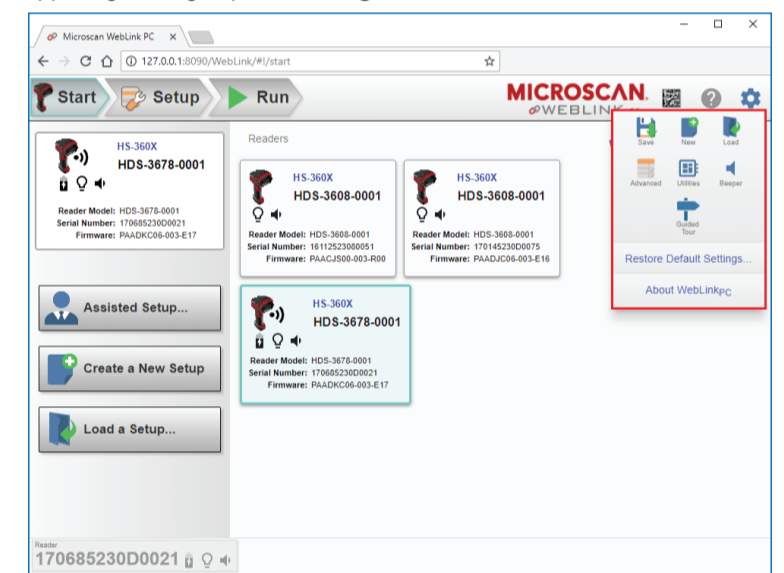 Microscan WebLink PC
127.0.0.1:8090/WebLink/#!/start
Start
Setup
Run
MICROSCAN.
WEBLINK
HS-360X
HDS-3678-0001
Reader Model: HDS-3678-0001
Serial Number: 170685230D0021
Firmware: PAADKC06-003-E17
Assisted Setup...
Create a New Setup
Load a Setup...
Readers
HS-360X
HDS-3608-0001
Reader Model: HDS-3608-0001
Serial Number: 16112523080051
Firmware: PAACJS00-003-R00
HS-360X
HDS-3608-0001
Reader Model: HDS-3608-0001
Serial Number: 170145230D0075
Firmware: PAADJC06-003-E16
HS-360X
HDS-3678-0001
Reader Model: HDS-3678-0001
Serial Number: 170685230D0021
Firmware: PAADKC06-003-E17
Save
New
Load
Advanced
Utilities
Beeper
Guided
Tour
Restore Default Settings...
About WebLinkPC
Reader
170685230D0021